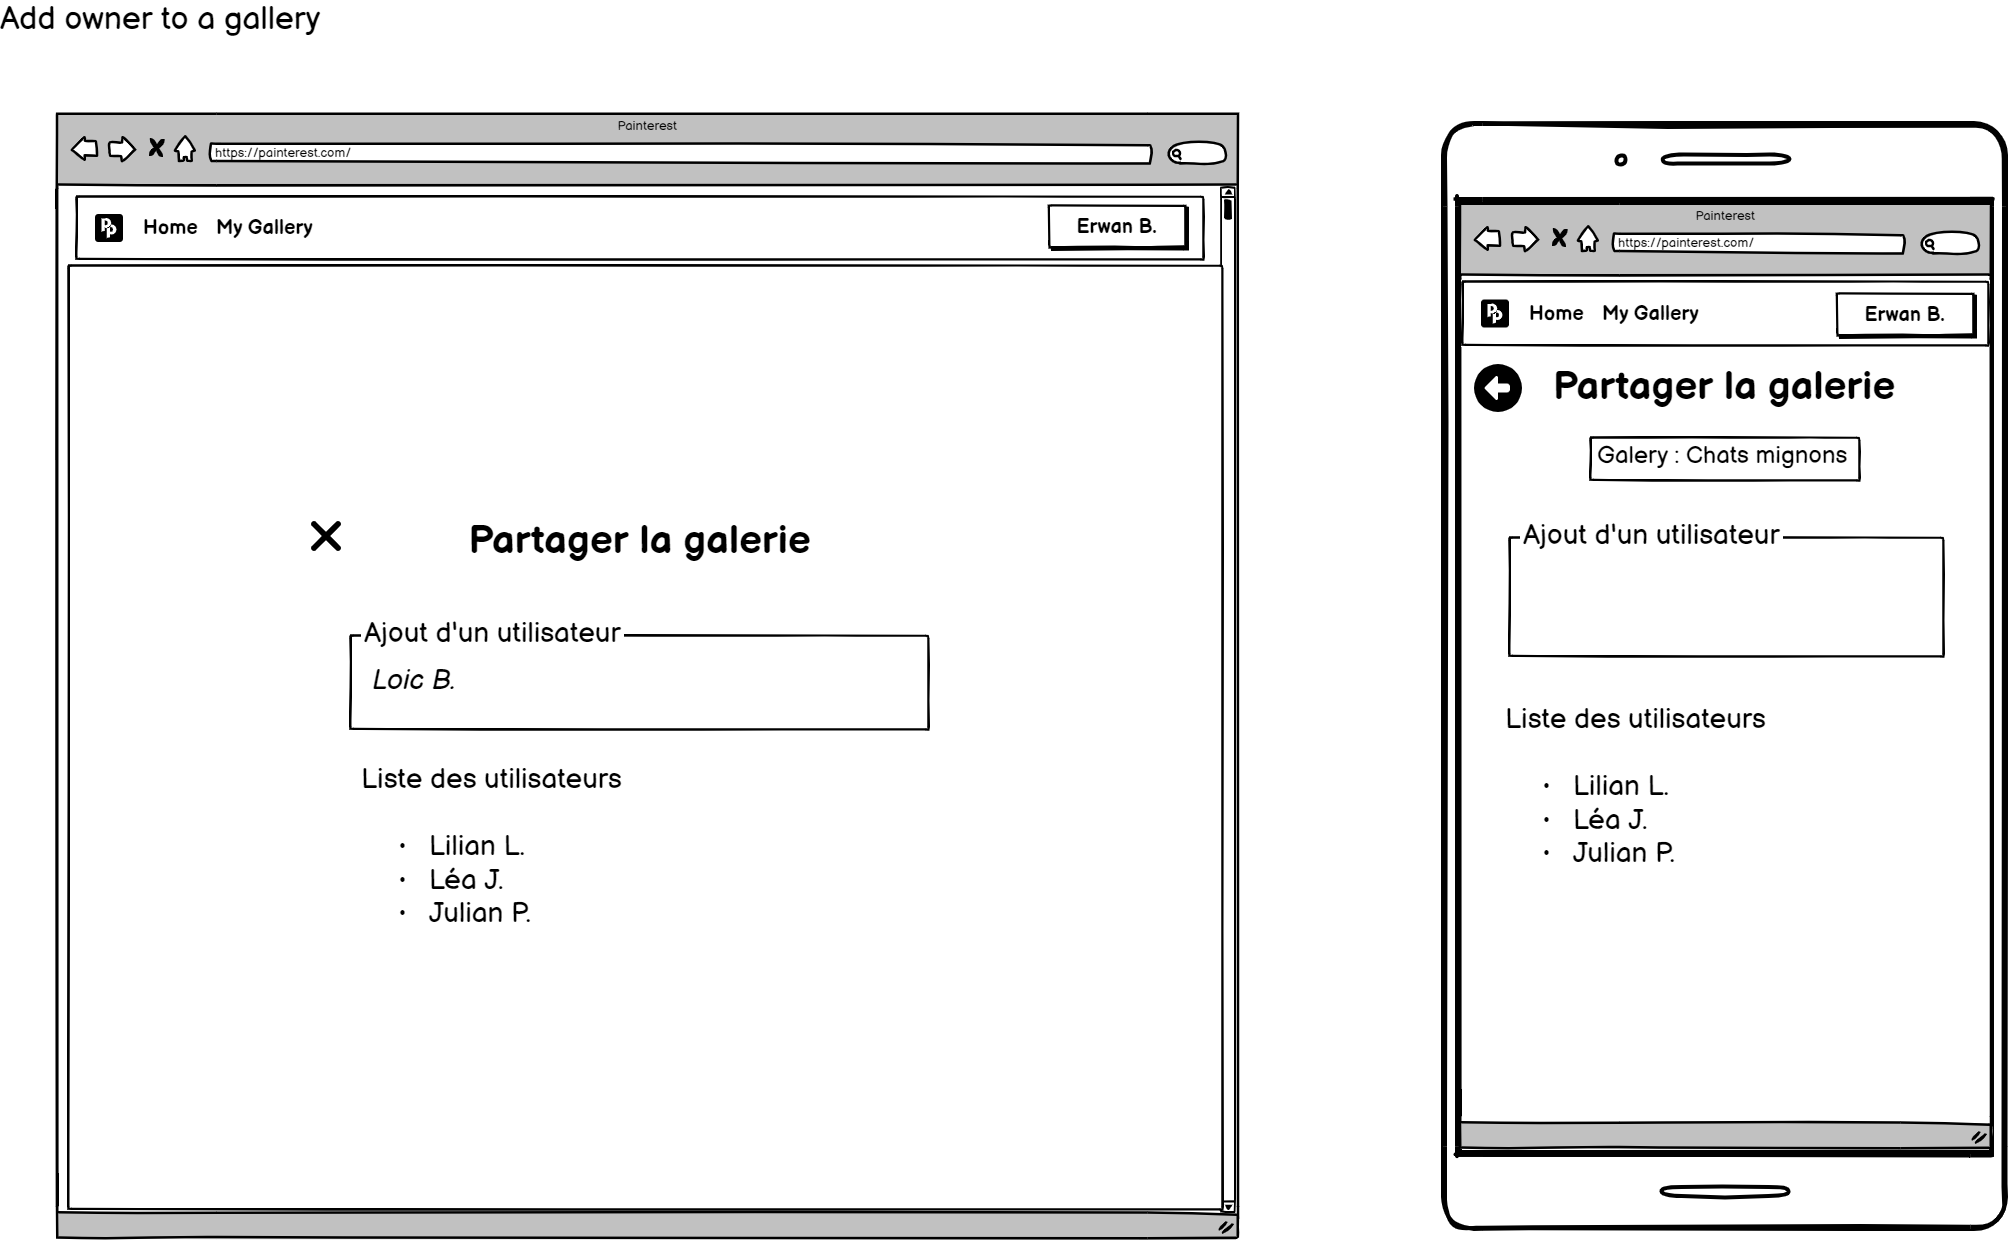 Add owner to a gallery
Painterest
https://painterest.com/
Home My Gallery
Erwan B.
Partager la galerie
Ajout d'un utilisateur
Loic B.
Liste des utilisateurs
• Lilian L.
• Léa J.
• Julian P.
Painterest
https://painterest.com/
Home My Gallery
Erwan B.
Partager la galerie
Galery : Chats mignons
Ajout d'un utilisateur
Liste des utilisateurs
• Lilian L.
• Léa J.
• Julian P.